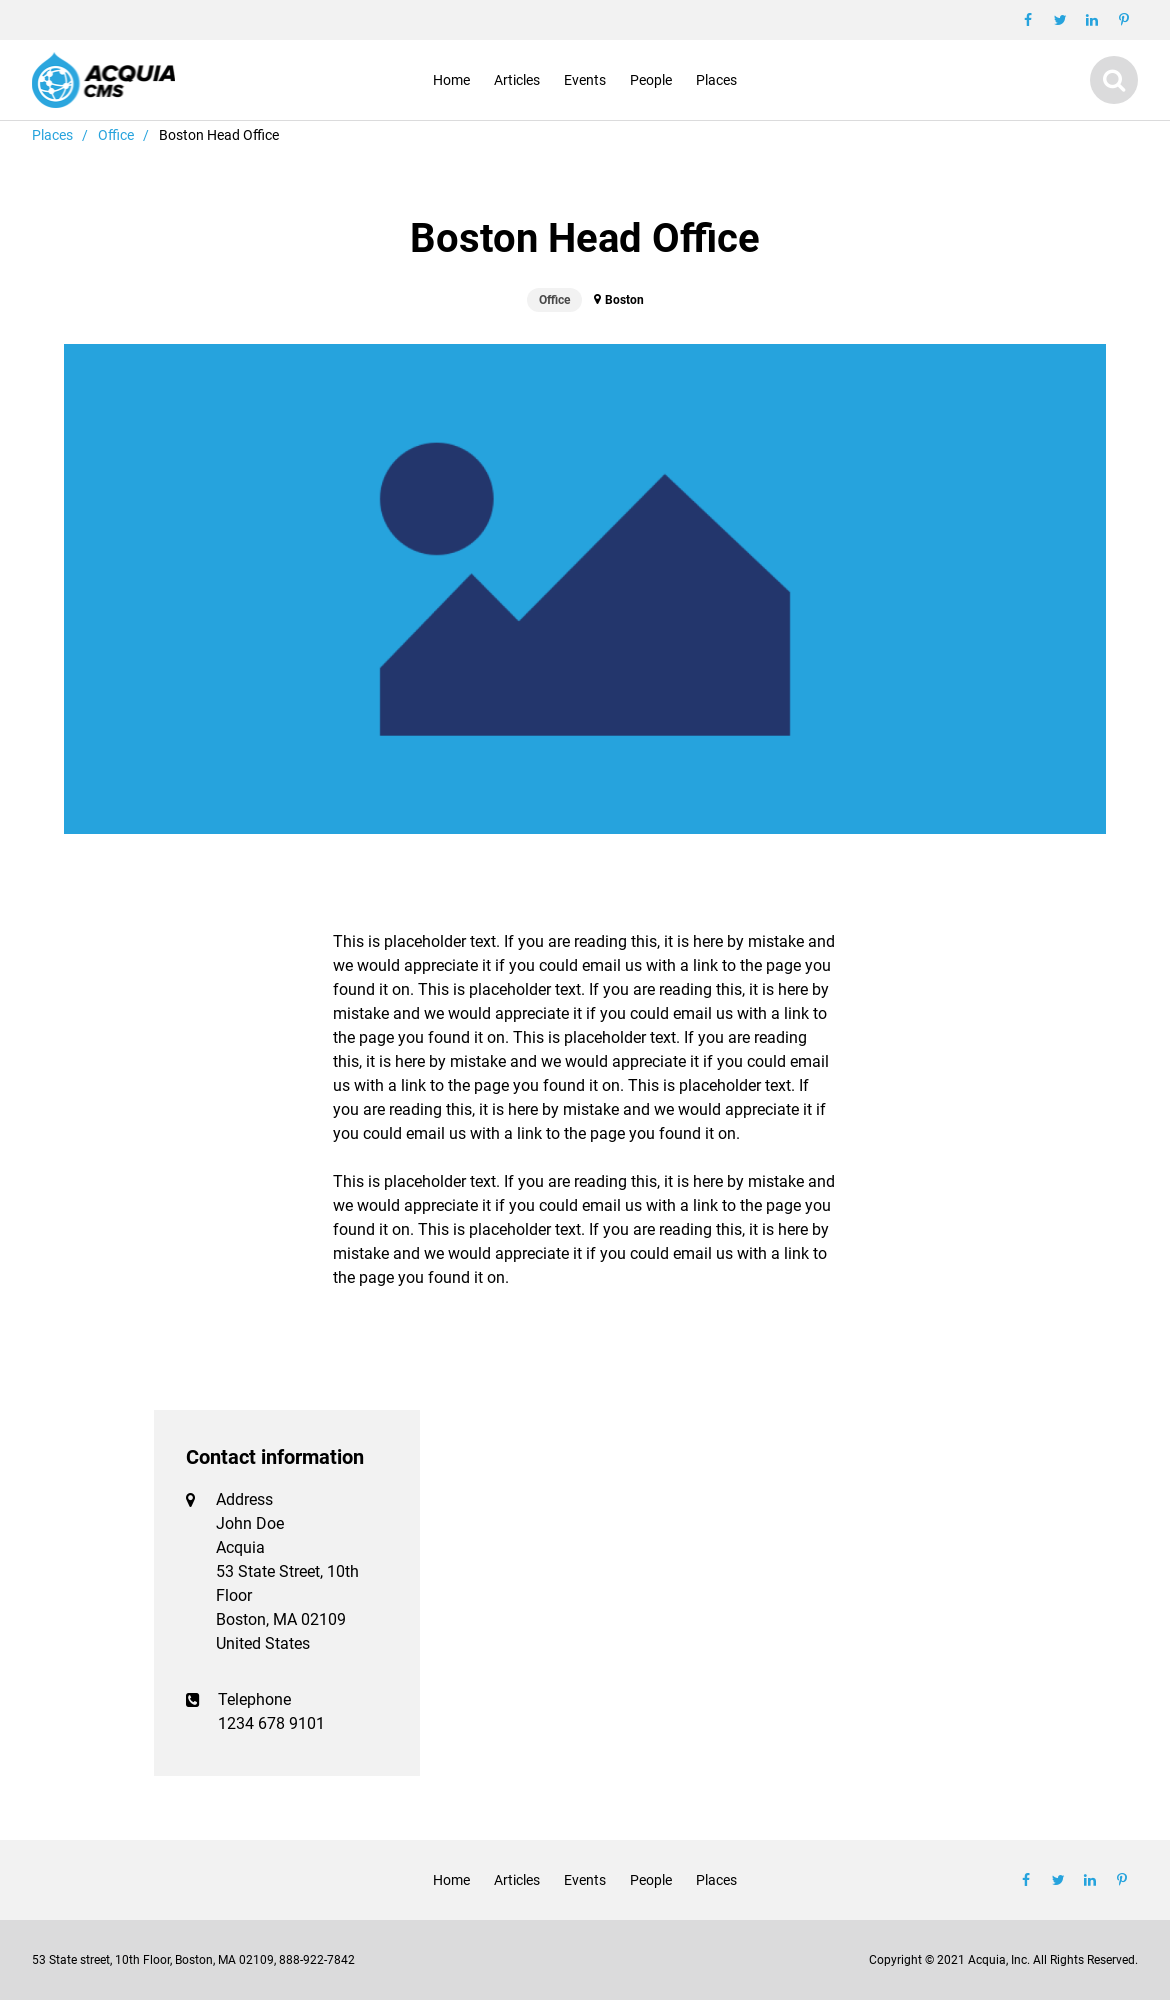 ACQUIA
CMS
Home Articles Events People Places
Places / Office / Boston Head Office
Boston Head Office
Office Boston
This is placeholder text. If you are reading this, it is here by mistake and
we would appreciate it if you could email us with a link to the page you
found it on. This is placeholder text. If you are reading this, it is here by
mistake and we would appreciate it if you could email us with a link to
the page you found it on. This is placeholder text. If you are reading
this, it is here by mistake and we would appreciate it if you could email
us with a link to the page you found it on. This is placeholder text. If
you are reading this, it is here by mistake and we would appreciate it if
you could email us with a link to the page you found it on.
This is placeholder text. If you are reading this, it is here by mistake and
we would appreciate it if you could email us with a link to the page you
found it on. This is placeholder text. If you are reading this, it is here by
mistake and we would appreciate it if you could email us with a link to
the page you found it on.
Contact information
Address
John Doe
Acquia
53 State Street, 10th
Floor
Boston, MA 02109
United States
Telephone
1234 678 9101
Home Articles Events People Places
53 State street, 10th Floor, Boston, MA 02109, 888-922-7842
Copyright © 2021 Acquia, Inc. All Rights Reserved.